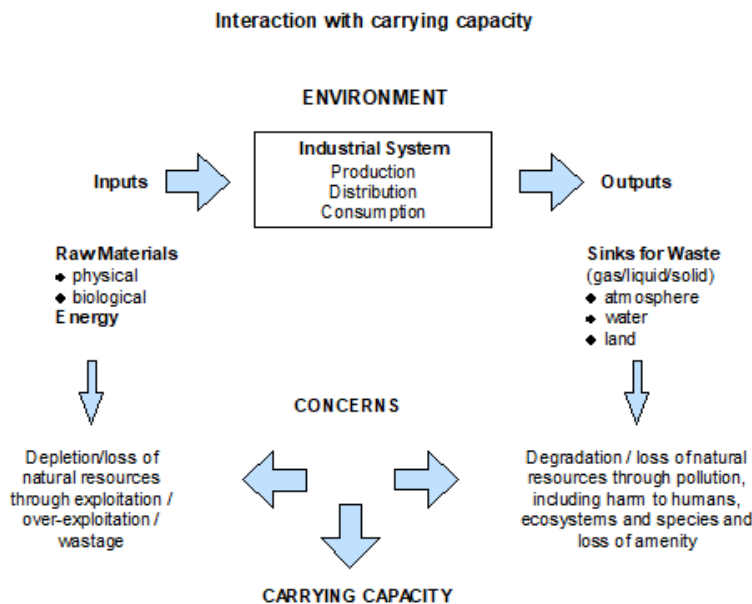 Interaction with carrying capacity
ENVIRONMENT
Industrial System
Production
Distribution
Consumption
Inputs
Outputs
Raw Materials
◆ physical
◆ biological
Energy
Sinks for Waste
(gas/liquid/solid)
◆ atmosphere
◆ water
◆ land
CONCERNS
Depletion/loss of
natural resources
through exploitation /
over-exploitation /
wastage
Degradation / loss of natural
resources through pollution,
including harm to humans,
ecosystems and species and
loss of amenity
CARRYING CAPACITY